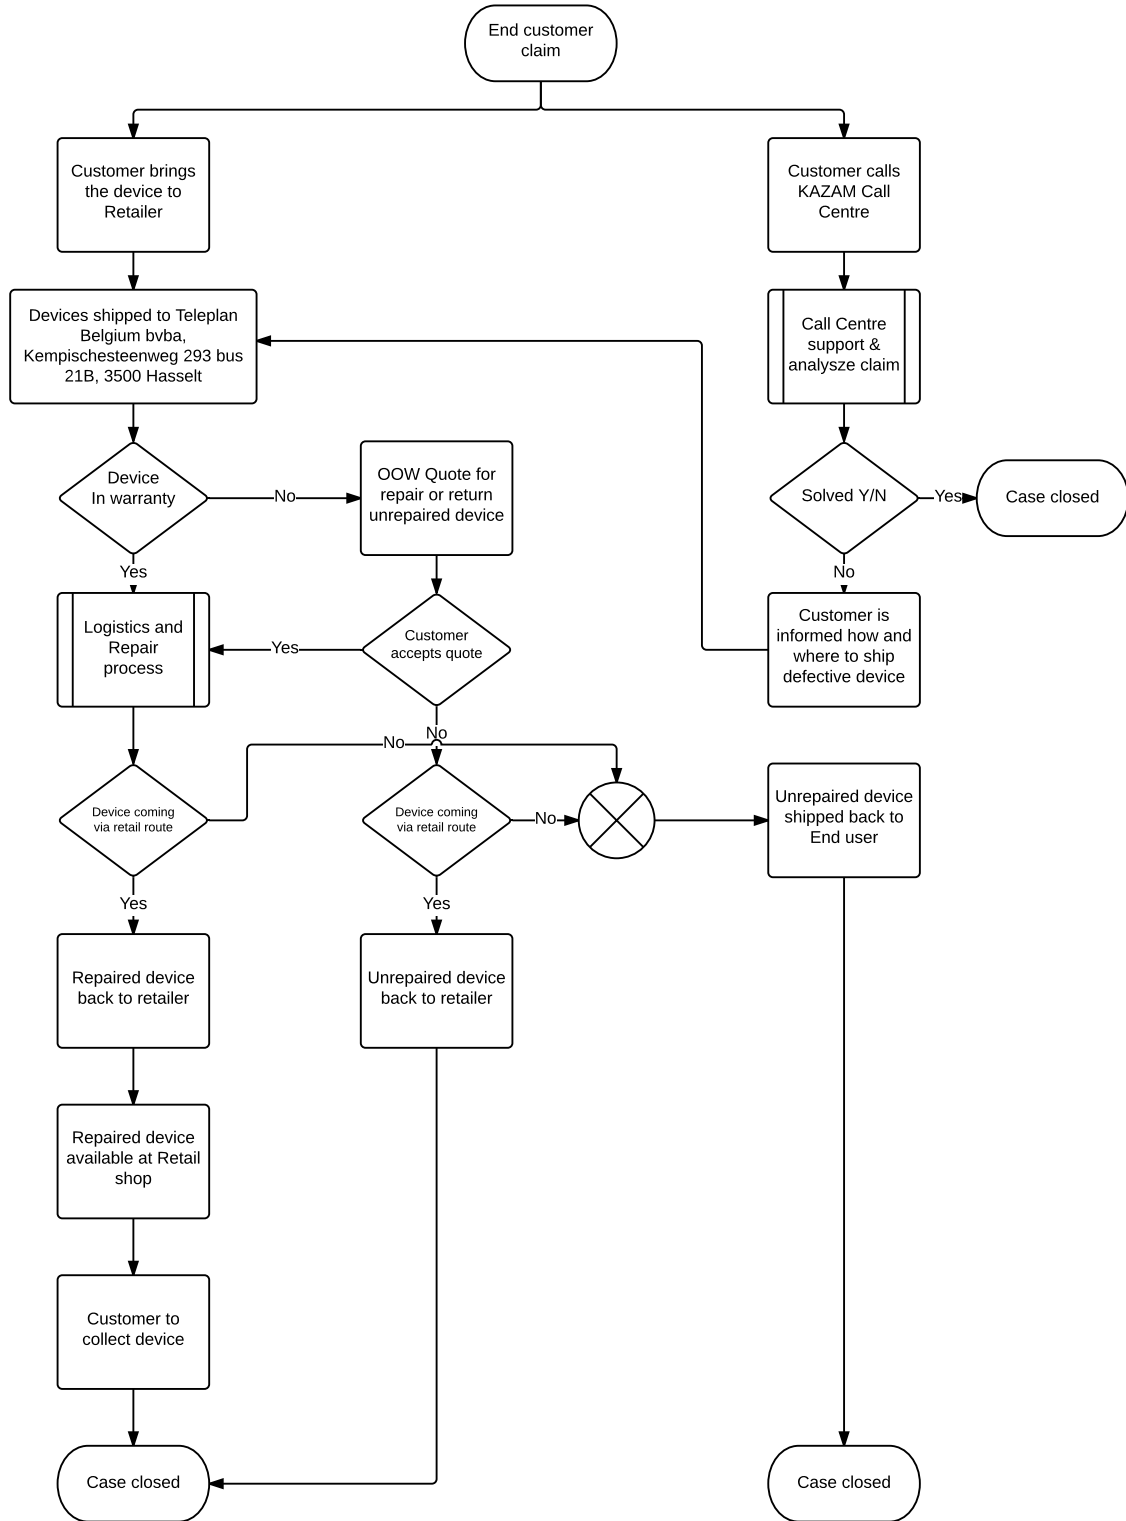 End customer
claim
Customer brings
the device to
Retailer
Customer calls
KAZAM Call
Centre
Devices shipped to Teleplan
Belgium bvba,
Kempischesteenweg 293 bus
21B, 3500 Hasselt
Call Centre
support &
analysze claim
Device
In warranty
No
OOW Quote for
repair or return
unrepaired device
Solved Y/N
Yes
Case closed
Yes
No
Logistics and
Repair
process
Yes
Customer
accepts quote
Customer is
informed how and
where to ship
defective device
No
No
Device coming
via retail route
Device coming
via retail route
No
Unrepaired device
shipped back to
End user
Yes
Yes
Repaired device
back to retailer
Unrepaired device
back to retailer
Repaired device
available at Retail
shop
Customer to
collect device
Case closed
Case closed